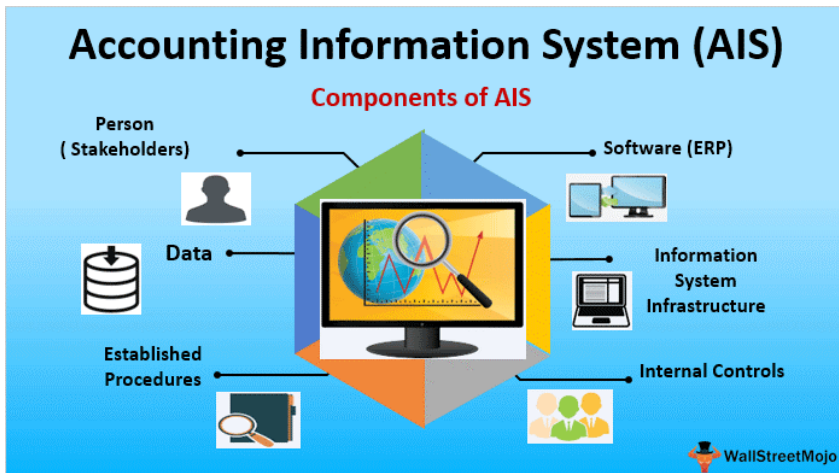 Accounting Information System (AIS)
Components of AIS
Person
( Stakeholders)
Software (ERP)
Data
Information
System
Infrastructure
Established
Procedures
Internal Controls
WallStreetMojo